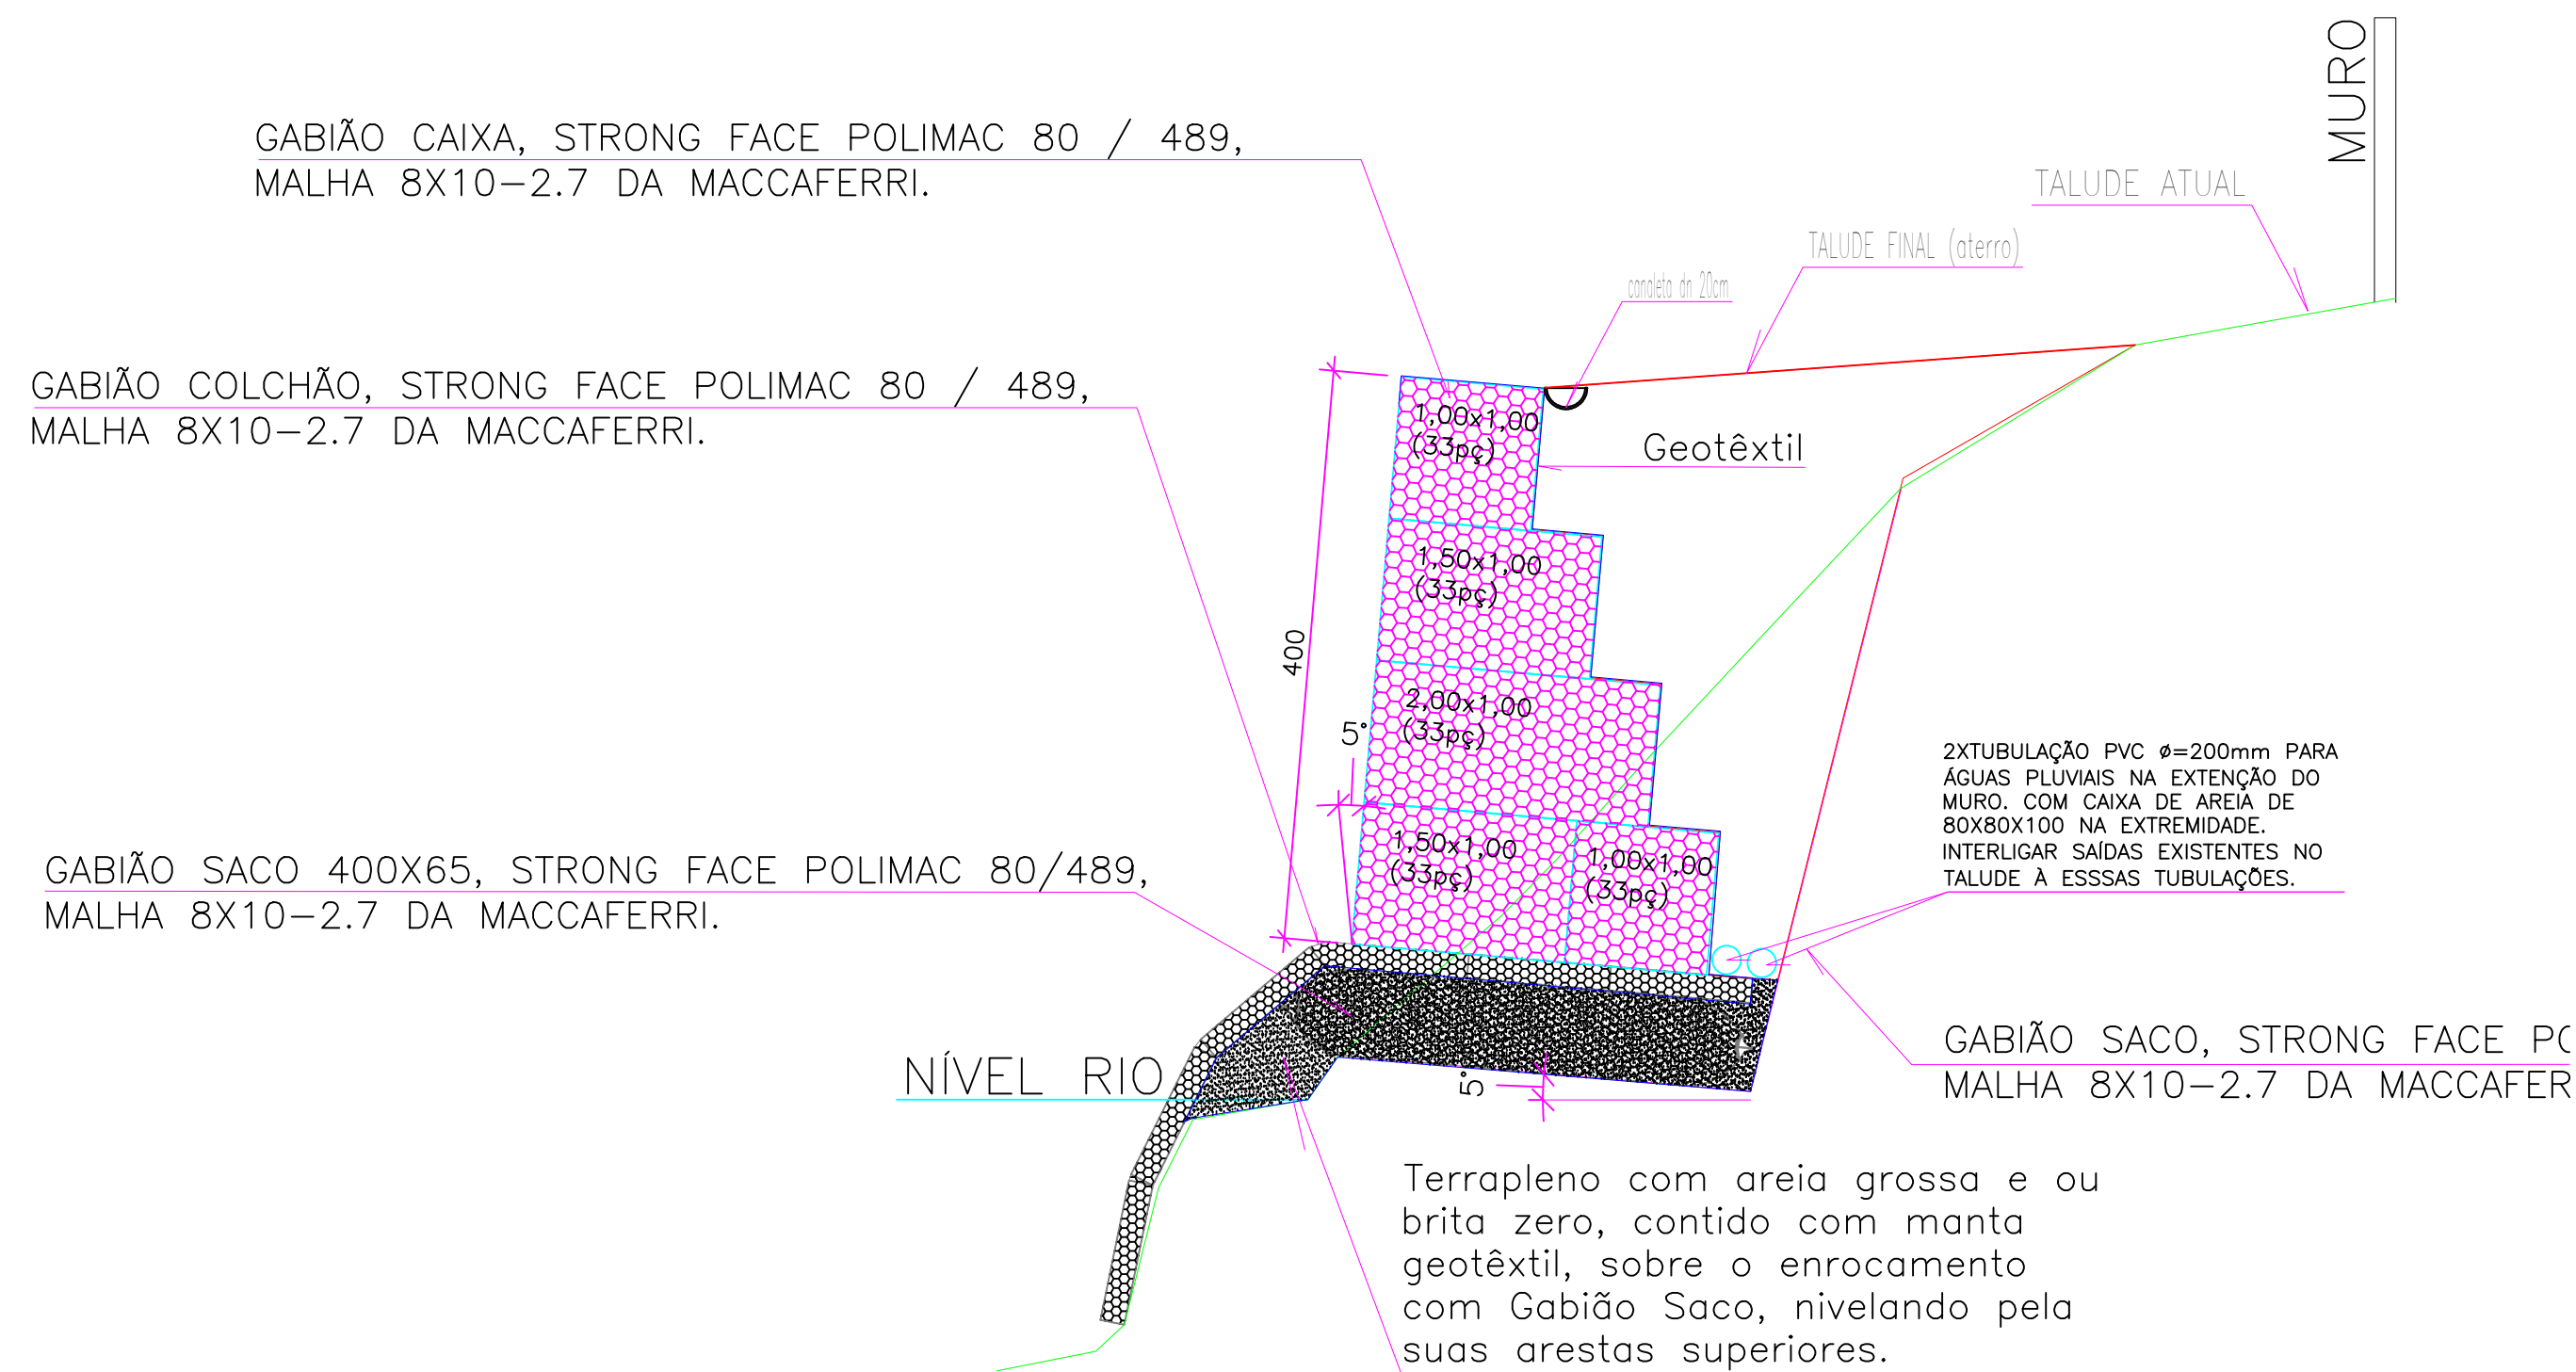 MURO
GABIÃO CAIXA, STRONG FACE POLIMAC 80 / 489,
MALHA 8X10-2.7 DA MACCAFERRI.
TALUDE ATUAL
TALUDE FINAL (aterro)
canaleta dn 20cm
GABIÃO COLCHÃO, STRONG FACE POLIMAC 80 / 489,
MALHA 8X10-2.7 DA MACCAFERRI.
1,00x1,00
(33pç)
Geotêxtil
1,50x1,00
(33pç)
400
2,00x1,00
(33pç)
5°
2XTUBULAÇÃO PVC ø=200mm PARA
ÁGUAS PLUVIAIS NA EXTENÇÃO DO
MURO. COM CAIXA DE AREIA DE
80X80X100 NA EXTREMIDADE.
INTERLIGAR SAÍDAS EXISTENTES NO
TALUDE À ESSSAS TUBULAÇÕES.
1,50x1,00
(33pç)
1,00x1,00
(33pç)
GABIÃO SACO 400X65, STRONG FACE POLIMAC 80/489,
MALHA 8X10-2.7 DA MACCAFERRI.
GABIÃO SACO, STRONG FACE PO
MALHA 8X10-2.7 DA MACCAFER
NÍVEL RIO
5°
Terrapleno com areia grossa e ou
brita zero, contido com manta
geotêxtil, sobre o enrocamento
com Gabião Saco, nivelando pela
suas arestas superiores.